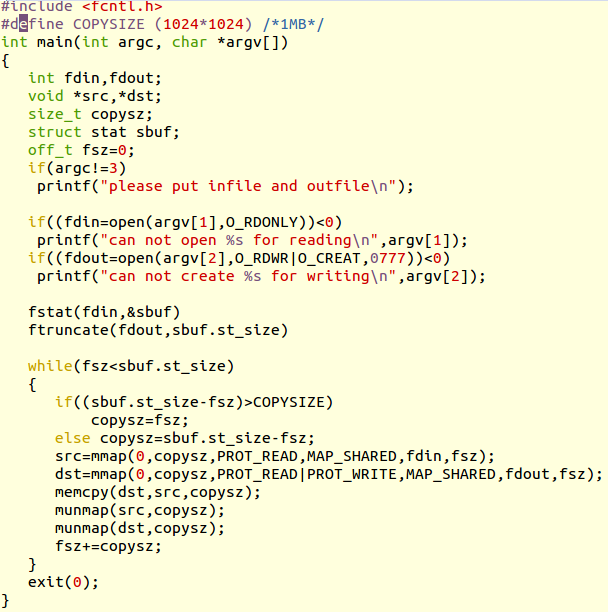 #include <fcntl.h>
#define COPYSIZE (1024*1024) /*1MB*/
int main(int argc, char *argv[])
{
   int fdin,fdout;
   void *src,*dst;
   size_t copysz;
   struct stat sbuf;
   off_t fsz=0;
   if(argc!=3)
    printf("please put infile and outfile\n");

   if((fdin=open(argv[1],O_RDONLY))<0)
    printf("can not open %s for reading\n",argv[1]);
   if((fdout=open(argv[2],O_RDWR|O_CREAT,0777))<0)
    printf("can not create %s for writing\n",argv[2]);

   fstat(fdin,&sbuf)
   ftruncate(fdout,sbuf.st_size)

   while(fsz<sbuf.st_size)
   {
      if((sbuf.st_size-fsz)>COPYSIZE)
          copysz=fsz;
      else copysz=sbuf.st_size-fsz;
      src=mmap(0,copysz,PROT_READ,MAP_SHARED,fdin,fsz);
      dst=mmap(0,copysz,PROT_READ|PROT_WRITE,MAP_SHARED,fdout,fsz);
      memcpy(dst,src,copysz);
      munmap(src,copysz);
      munmap(dst,copysz);
      fsz+=copysz;
   }
   exit(0);
}